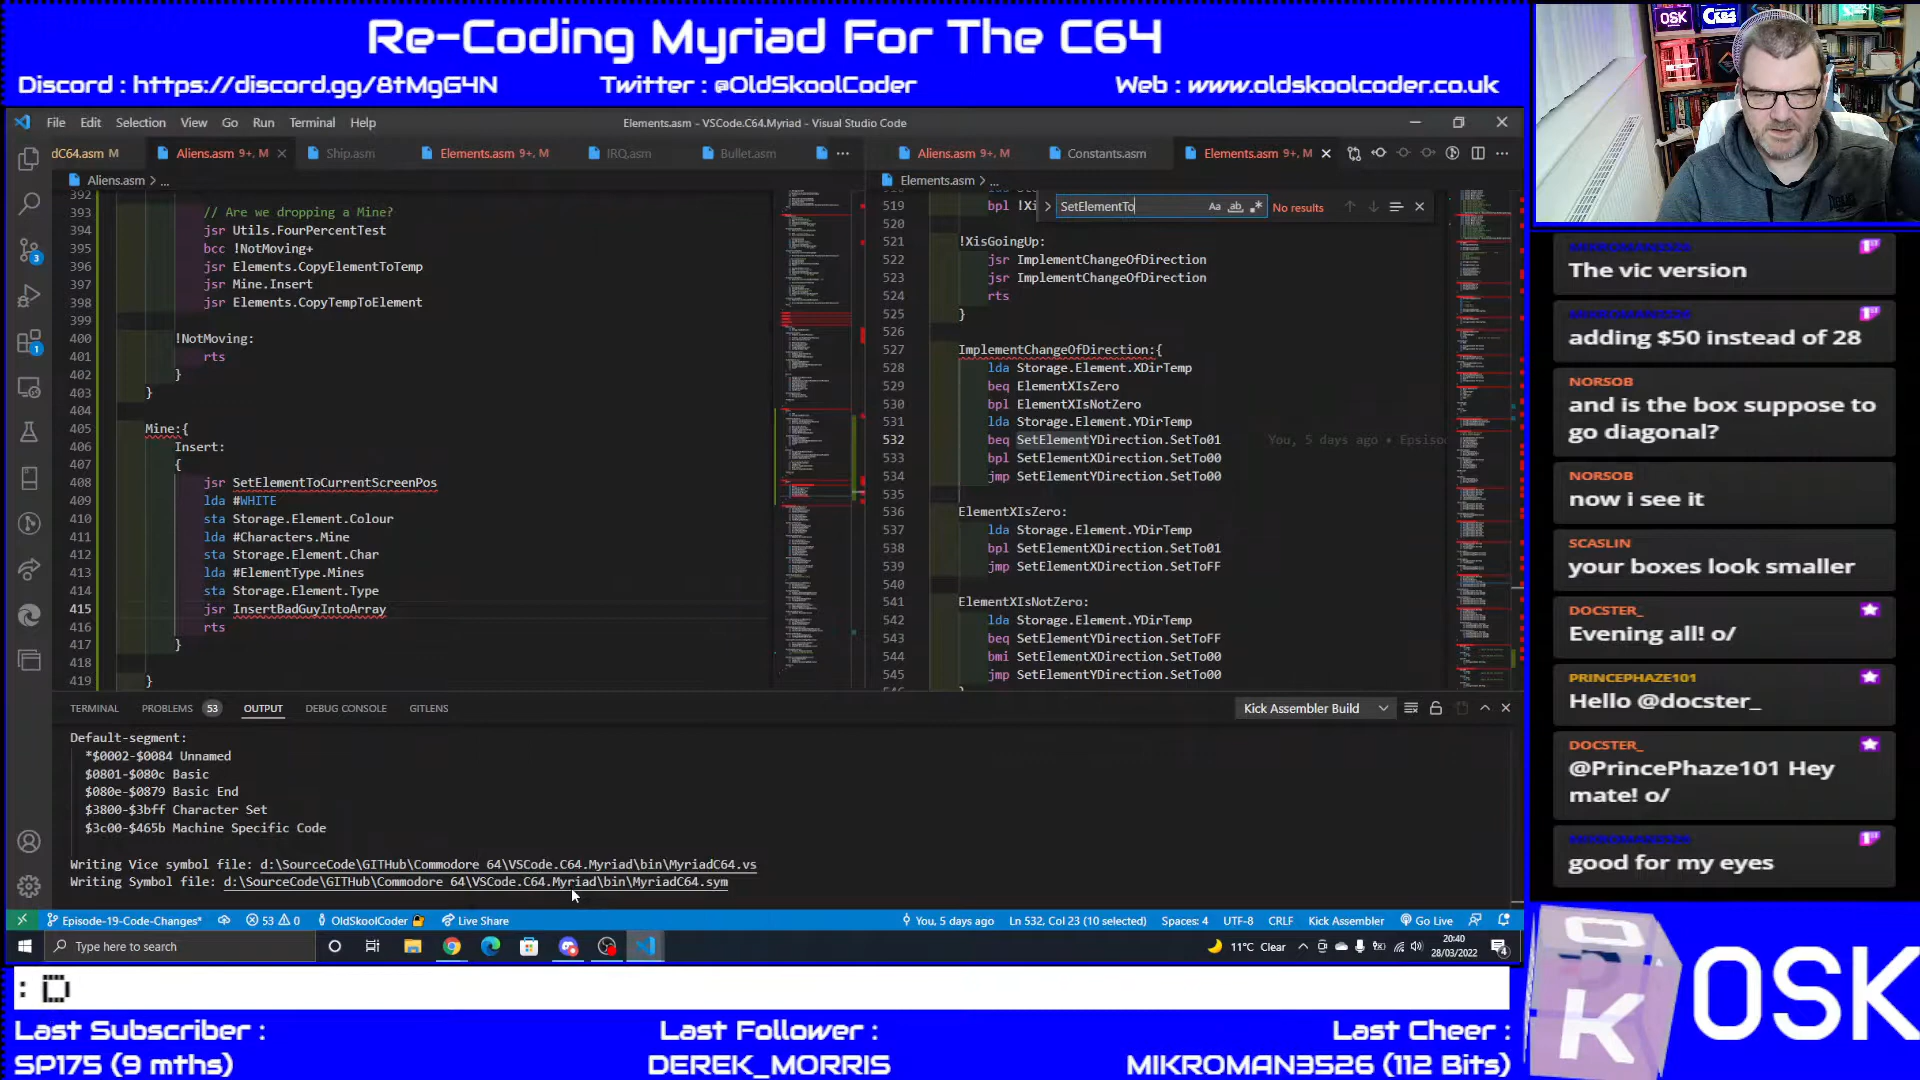 Re-Coding Myriad For The C64
Discord : https://discord.gg/8tMgG4N
Twitter : @OldSkoolCoder
Web : www.oldskoolcoder.co.uk
OSK
File Edit Selection View Go Run Terminal Help
Elements.asm - VSCode.C64.Myriad - Visual Studio Code
dC64.asm M
Aliens.asm 9+, M
Ship.asm
Elements.asm 9+, M
IRQ.asm
Bullet.asm
Aliens.asm 9+, M
Constants.asm
Elements.asm 9+, M
Aliens.asm > ...
392
393 // Are we dropping a Mine?
394 jsr Utils.FourPercentTest
395 bcc !NotMoving+
396 jsr Elements.CopyElementToTemp
397 jsr Mine.Insert
398 jsr Elements.CopyTempToElement
399
400 !NotMoving:
401 rts
402 }
403 }
404
405 Mine:{
406 Insert:
407 {
408 jsr SetElementToCurrentScreenPos
409 lda #WHITE
410 sta Storage.Element.Colour
411 lda #Characters.Mine
412 sta Storage.Element.Char
413 lda #ElementType.Mines
414 sta Storage.Element.Type
415 jsr InsertBadGuyIntoArray
416 rts
417 }
418
419 }
Elements.asm > ...
SetElementTo
Aa ab
No results
519 bpl !Xi
520
521 !XisGoingUp:
522 jsr ImplementChangeOfDirection
523 jsr ImplementChangeOfDirection
524 rts
525 }
526
527 ImplementChangeOfDirection:{
528 lda Storage.Element.XDirTemp
529 beq ElementXIsZero
530 bpl ElementXIsNotZero
531 lda Storage.Element.YDirTemp
532 beq SetElementYDirection.SetTo01 You, 5 days ago • Episo
533 bpl SetElementXDirection.SetTo00
534 jmp SetElementYDirection.SetTo00
535
536 ElementXIsZero:
537 lda Storage.Element.YDirTemp
538 bpl SetElementXDirection.SetTo01
539 jmp SetElementXDirection.SetToFF
540
541 ElementXIsNotZero:
542 lda Storage.Element.YDirTemp
543 beq SetElementYDirection.SetToFF
544 bmi SetElementXDirection.SetTo00
545 jmp SetElementYDirection.SetTo00
TERMINAL PROBLEMS 53 OUTPUT DEBUG CONSOLE GITLENS
Kick Assembler Build
Default-segment:
*$0002-$0084 Unnamed
$0801-$080c Basic
$080e-$0879 Basic End
$3800-$3bff Character Set
$3c00-$465b Machine Specific Code
Writing Vice symbol file: d:\SourceCode\GITHub\Commodore 64\VSCode.C64.Myriad\bin\MyriadC64.vs
Writing Symbol file: d:\SourceCode\GITHub\Commodore 64\VSCode.C64.Myriad\bin\MyriadC64.sym
Episode-19-Code-Changes*
53 0
OldSkoolCoder
Live Share
You, 5 days ago
Ln 532, Col 23 (10 selected)
Spaces: 4
UTF-8
CRLF
Kick Assembler
Go Live
Type here to search
11°C Clear
20:40
28/03/2022
The vic version
adding $50 instead of 28
NORSOB
and is the box suppose to
go diagonal?
NORSOB
now i see it
SCASLIN
your boxes look smaller
DOCSTER_
Evening all! o/
PRINCEPHAZE101
Hello @docster_
DOCSTER_
@PrincePhaze101 Hey
mate! o/
good for my eyes
OSK
: D
Last Subscriber :
SP175 (9 mths)
Last Follower :
DEREK_MORRIS
Last Cheer :
MIKROMAN3526 (112 Bits)